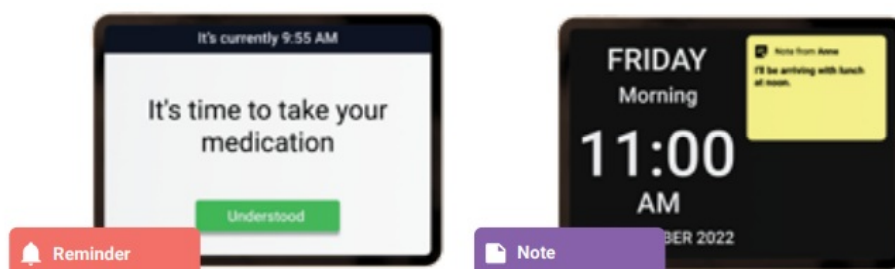 It's currently 9:55 AM
It's time to take your
medication
Understood
Reminder
FRIDAY
Morning
11:00
AM
BER 2022
Note from Anne
I'll be arriving with lunch
at noon.
Note